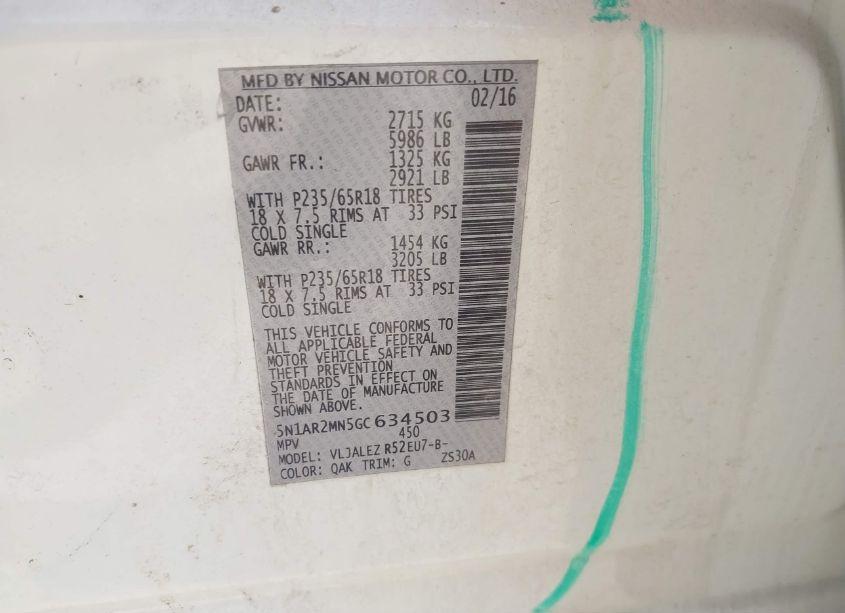 MFD BY NISSAN MOTOR CO., LTD.
DATE: 02/16
GVWR: 2715 KG
5986 LB
GAWR FR.: 1325 KG
2921 LB
WITH P235/65R18 TIRES
18 X 7.5 RIMS AT 33 PSI
COLD SINGLE
GAWR RR.: 1454 KG
3205 LB
WITH P235/65R18 TIRES
18 X 7.5 RIMS AT 33 PSI
COLD SINGLE
THIS VEHICLE CONFORMS TO
ALL APPLICABLE FEDERAL
MOTOR VEHICLE SAFETY AND
THEFT PREVENTION
STANDARDS IN EFFECT ON
THE DATE OF MANUFACTURE
SHOWN ABOVE.
5N1AR2MN5GC634503
MPV 450
MODEL: VLJALEZ R52EU7-B-
COLOR: QAK TRIM: G ZS30A